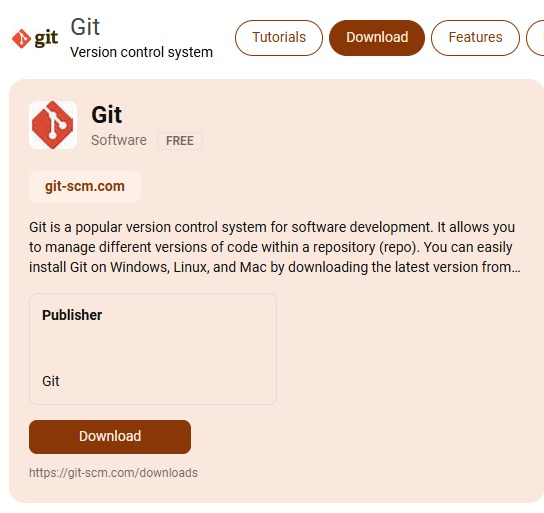 git
Git
Version control system
Tutorials
Download
Features
Git
Software FREE
git-scm.com
Git is a popular version control system for software development. It allows you
to manage different versions of code within a repository (repo). You can easily
install Git on Windows, Linux, and Mac by downloading the latest version from...
Publisher
Git
Download
https://git-scm.com/downloads